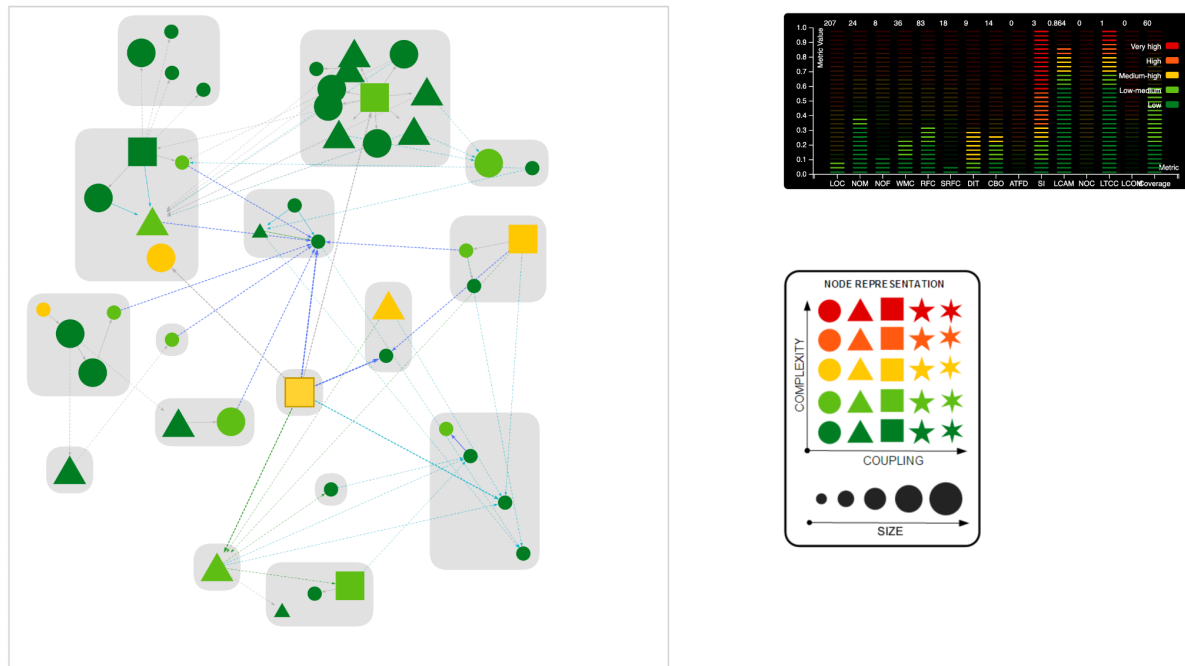 207 24 8 36 83 18 9 14 0 3 0.864 0 1 0 60
Metric Value
1.0
0.9
0.8
0.7
0.6
0.5
0.4
0.3
0.2
0.1
0.0
Very high
High
Medium-high
Low-medium
Low
Metric
LOC NOM NOF WMC RFC SRFC DIT CBO ATFD SI LCAM NOC LTCC LCOM Coverage
NODE REPRESENTATION
COMPLEXITY
COUPLING
SIZE